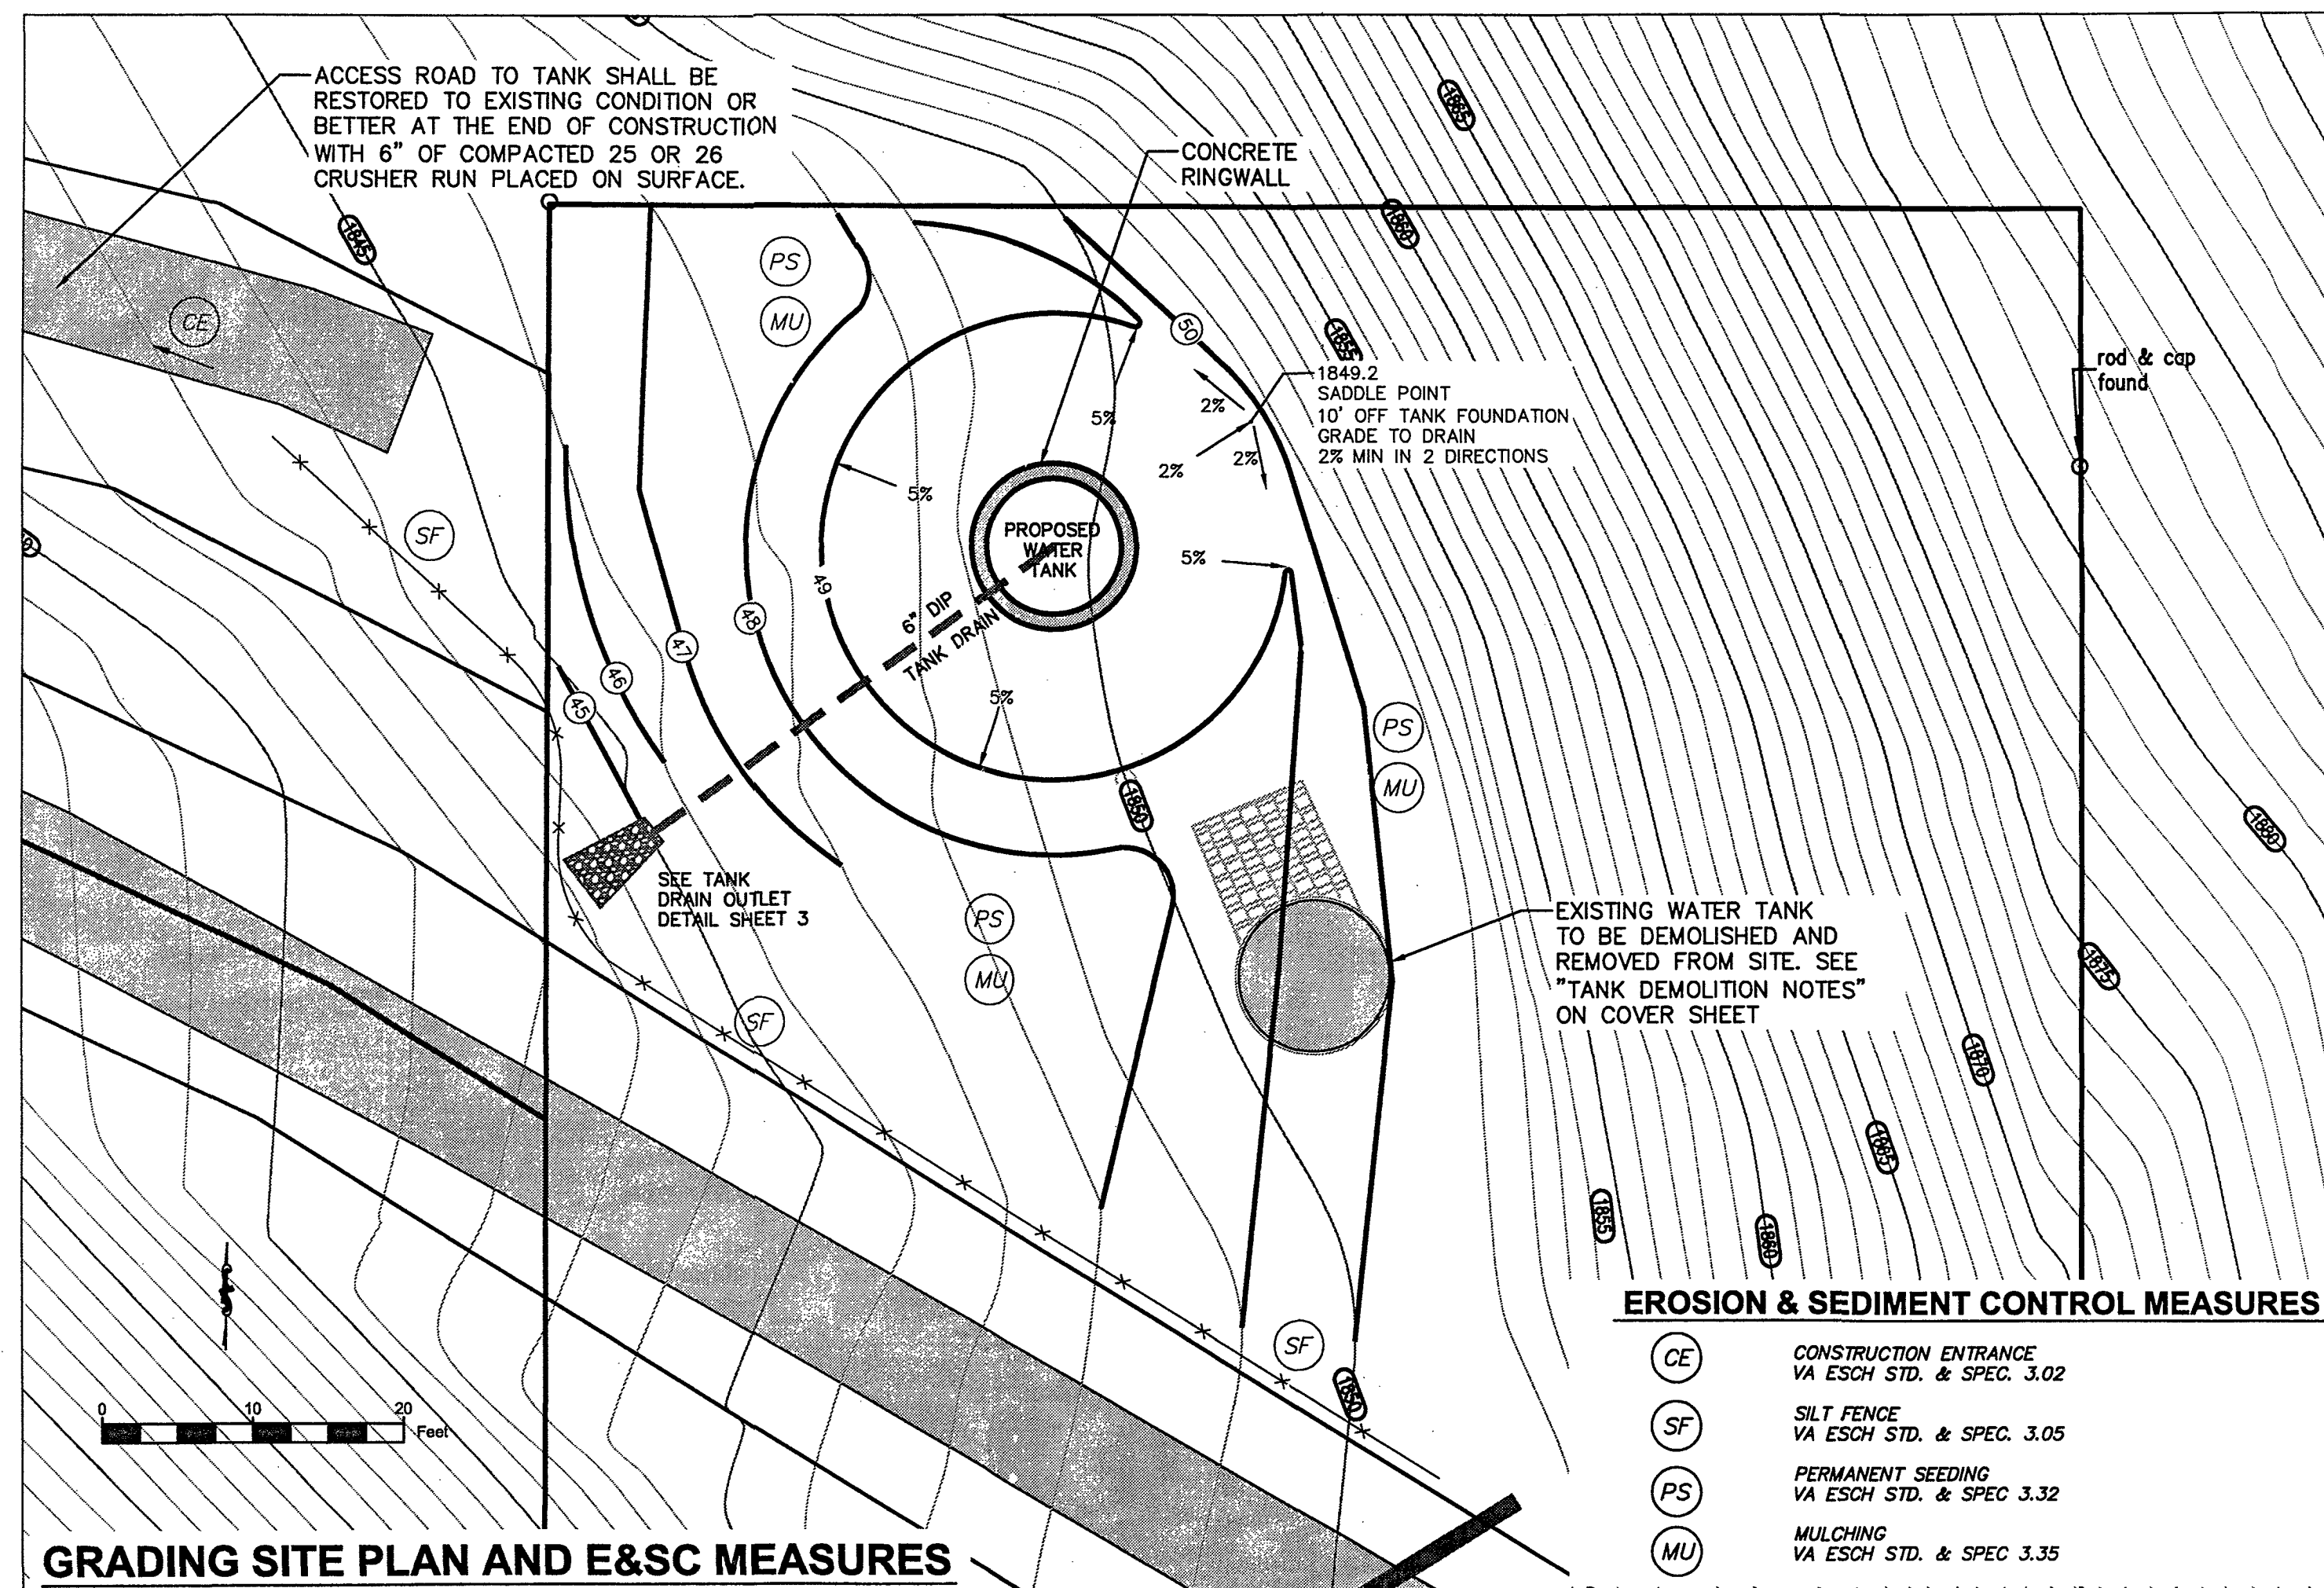 ACCESS ROAD TO TANK SHALL BE
RESTORED TO EXISTING CONDITION OR
BETTER AT THE END OF CONSTRUCTION
WITH 6" OF COMPACTED 25 OR 26
CRUSHER RUN PLACED ON SURFACE.
CONCRETE
RINGWALL
1865
1860
1855
1845
CE
PS
MU
50
rod & cap
found
1849.2
SADDLE POINT
10' OFF TANK FOUNDATION
GRADE TO DRAIN
2% MIN IN 2 DIRECTIONS
2%
2%
2%
5%
5%
5%
5%
SF
PROPOSED
WATER
TANK
6" DIP
TANK DRAIN
49
48
47
46
45
1850
PS
MU
SEE TANK
DRAIN OUTLET
DETAIL SHEET 3
PS
MU
SF
EXISTING WATER TANK
TO BE DEMOLISHED AND
REMOVED FROM SITE. SEE
"TANK DEMOLITION NOTES"
ON COVER SHEET
1880
1875
1870
1865
1860
1855
SF
1850
0 10 20
Feet
GRADING SITE PLAN AND E&SC MEASURES
EROSION & SEDIMENT CONTROL MEASURES
CE CONSTRUCTION ENTRANCE
VA ESCH STD. & SPEC. 3.02
SF SILT FENCE
VA ESCH STD. & SPEC. 3.05
PS PERMANENT SEEDING
VA ESCH STD. & SPEC 3.32
MU MULCHING
VA ESCH STD. & SPEC 3.35